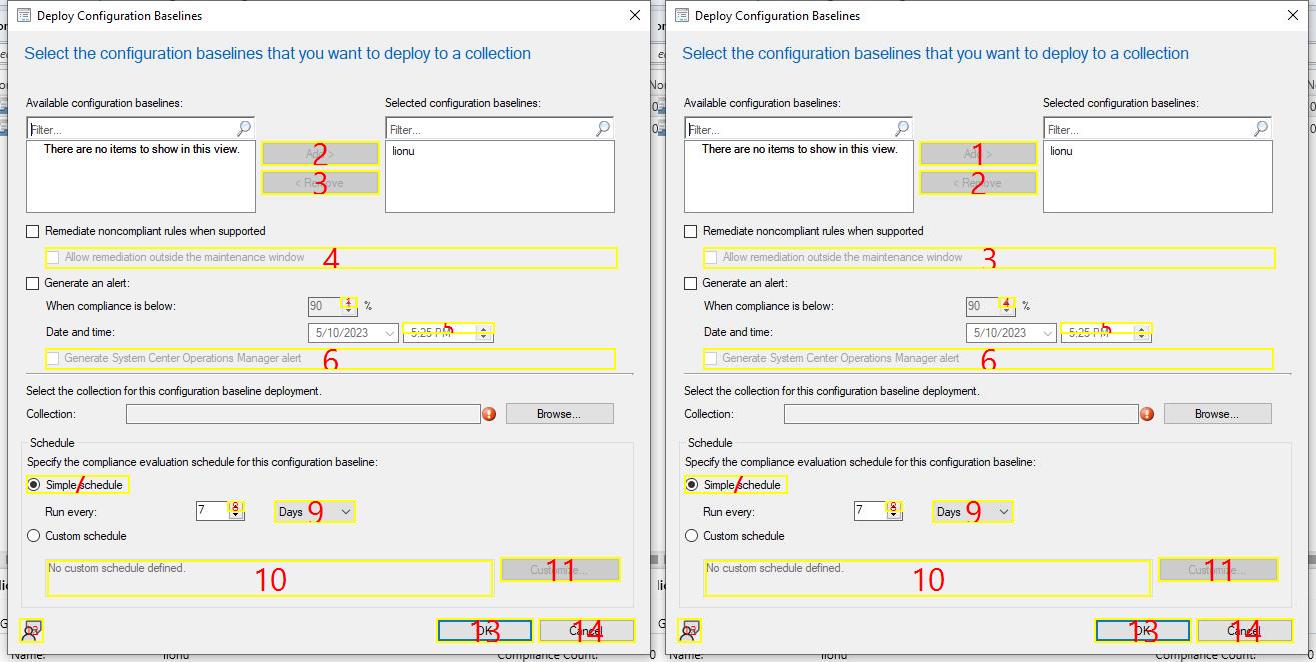 Deploy Configuration Baselines
Select the configuration baselines that you want to deploy to a collection
Available configuration baselines:
Selected configuration baselines:
Filter...
Filter...
There are no items to show in this view.
lionu
Add >
2
< Remove
3
Remediate noncompliant rules when supported
Allow remediation outside the maintenance window
4
Generate an alert:
When compliance is below:
90
1
%
Date and time:
5/10/2023
5:25 PM
5
Generate System Center Operations Manager alert
6
Select the collection for this configuration baseline deployment.
Collection:
Browse...
Schedule
Specify the compliance evaluation schedule for this configuration baseline:
Simple schedule
7
Run every:
7
8
Days
9
Custom schedule
No custom schedule defined.
10
Customize...
11
OK
13
Cancel
14
Name:
lionu
Compliance Count:
0
Deploy Configuration Baselines
Select the configuration baselines that you want to deploy to a collection
Available configuration baselines:
Selected configuration baselines:
Filter...
Filter...
There are no items to show in this view.
lionu
Add >
1
< Remove
2
Remediate noncompliant rules when supported
Allow remediation outside the maintenance window
3
Generate an alert:
When compliance is below:
90
4
%
Date and time:
5/10/2023
5:25 PM
5
Generate System Center Operations Manager alert
6
Select the collection for this configuration baseline deployment.
Collection:
Browse...
Schedule
Specify the compliance evaluation schedule for this configuration baseline:
Simple schedule
7
Run every:
7
8
Days
9
Custom schedule
No custom schedule defined.
10
Customize...
11
OK
13
Cancel
14
Name:
lionu
Compliance Count:
0